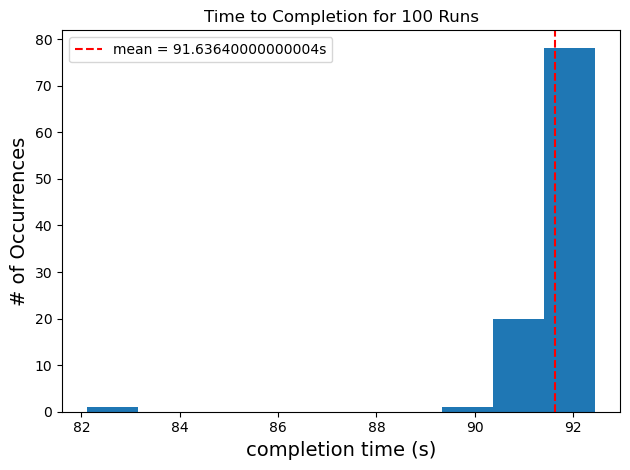 Time to Completion for 100 Runs
mean = 91.63640000000004s
# of Occurrences
80
70
60
50
40
30
20
10
0
82 84 86 88 90 92
completion time (s)